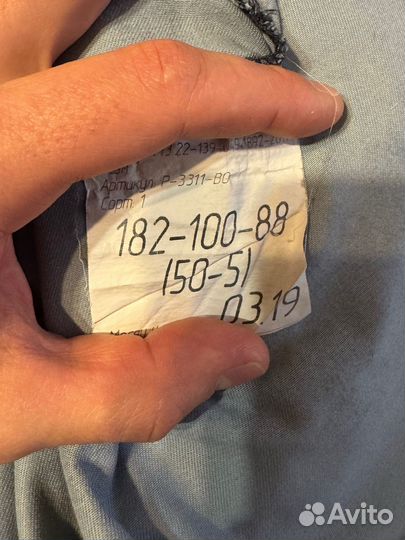 Артикул Р-3311-ВО
Сорт. 1
182-100-88
(50-5)
03.19
Avito